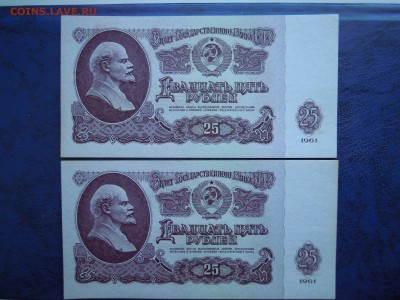 COINS.LAVE.RU
Билет Государственного Банка СССР
Двадцать пять
рублей
25
25
1961
Билет Государственного Банка СССР
Двадцать пять
рублей
25
25
1961